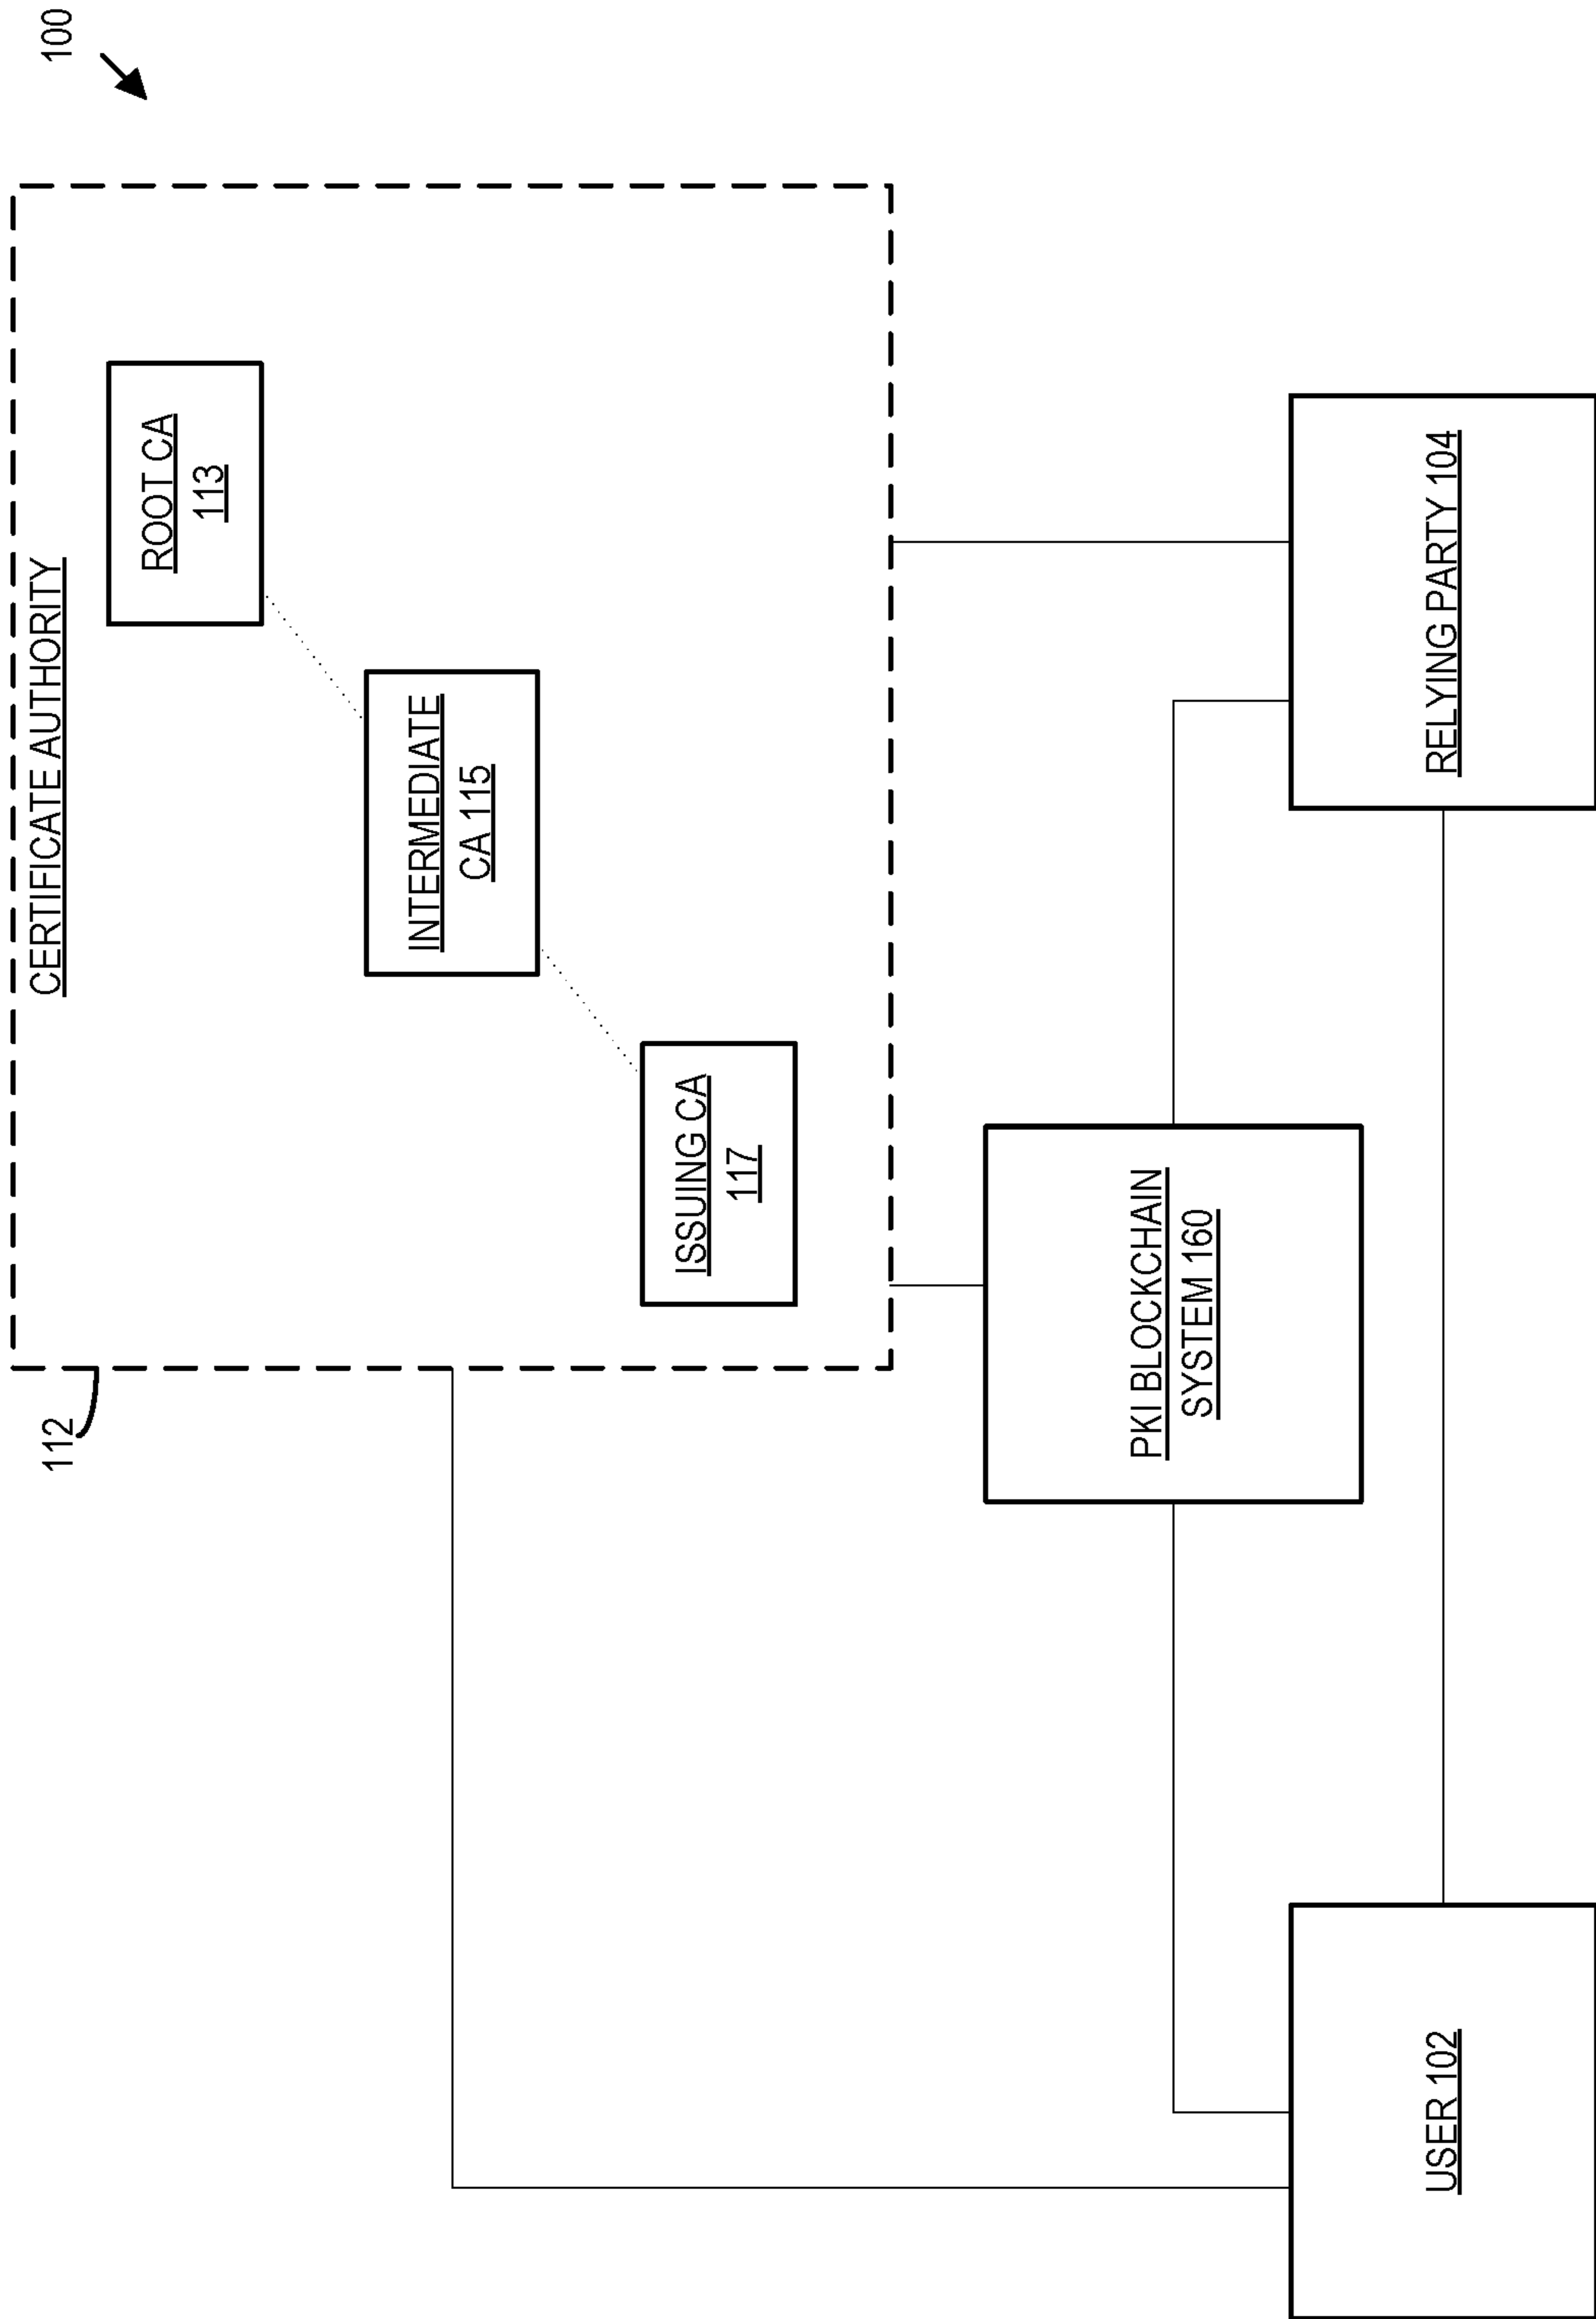 100
112
CERTIFICATE AUTHORITY
ROOT CA
113
INTERMEDIATE
CA 115
ISSUING CA
117
PKI BLOCKCHAIN
SYSTEM 160
USER 102
RELYING PARTY 104